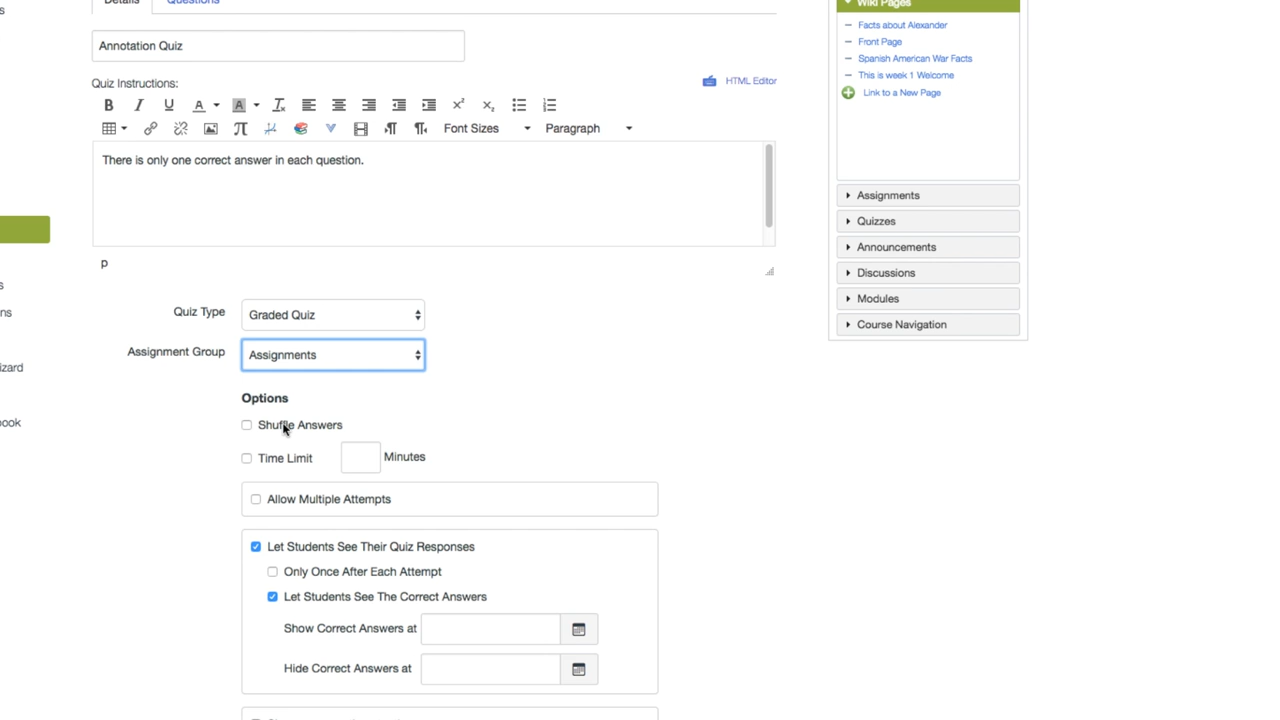 s
Details
Questions
Wiki Pages
Facts about Alexander
Front Page
Spanish American War Facts
This is week 1 Welcome
Link to a New Page
Annotation Quiz
Quiz Instructions:
HTML Editor
B I U A A
Font Sizes
Paragraph
There is only one correct answer in each question.
p
Assignments
Quizzes
Announcements
Discussions
Modules
Course Navigation
s
ns
izard
ook
Quiz Type
Graded Quiz
Assignment Group
Assignments
Options
Shuffle Answers
Time Limit
Minutes
Allow Multiple Attempts
Let Students See Their Quiz Responses
Only Once After Each Attempt
Let Students See The Correct Answers
Show Correct Answers at
Hide Correct Answers at